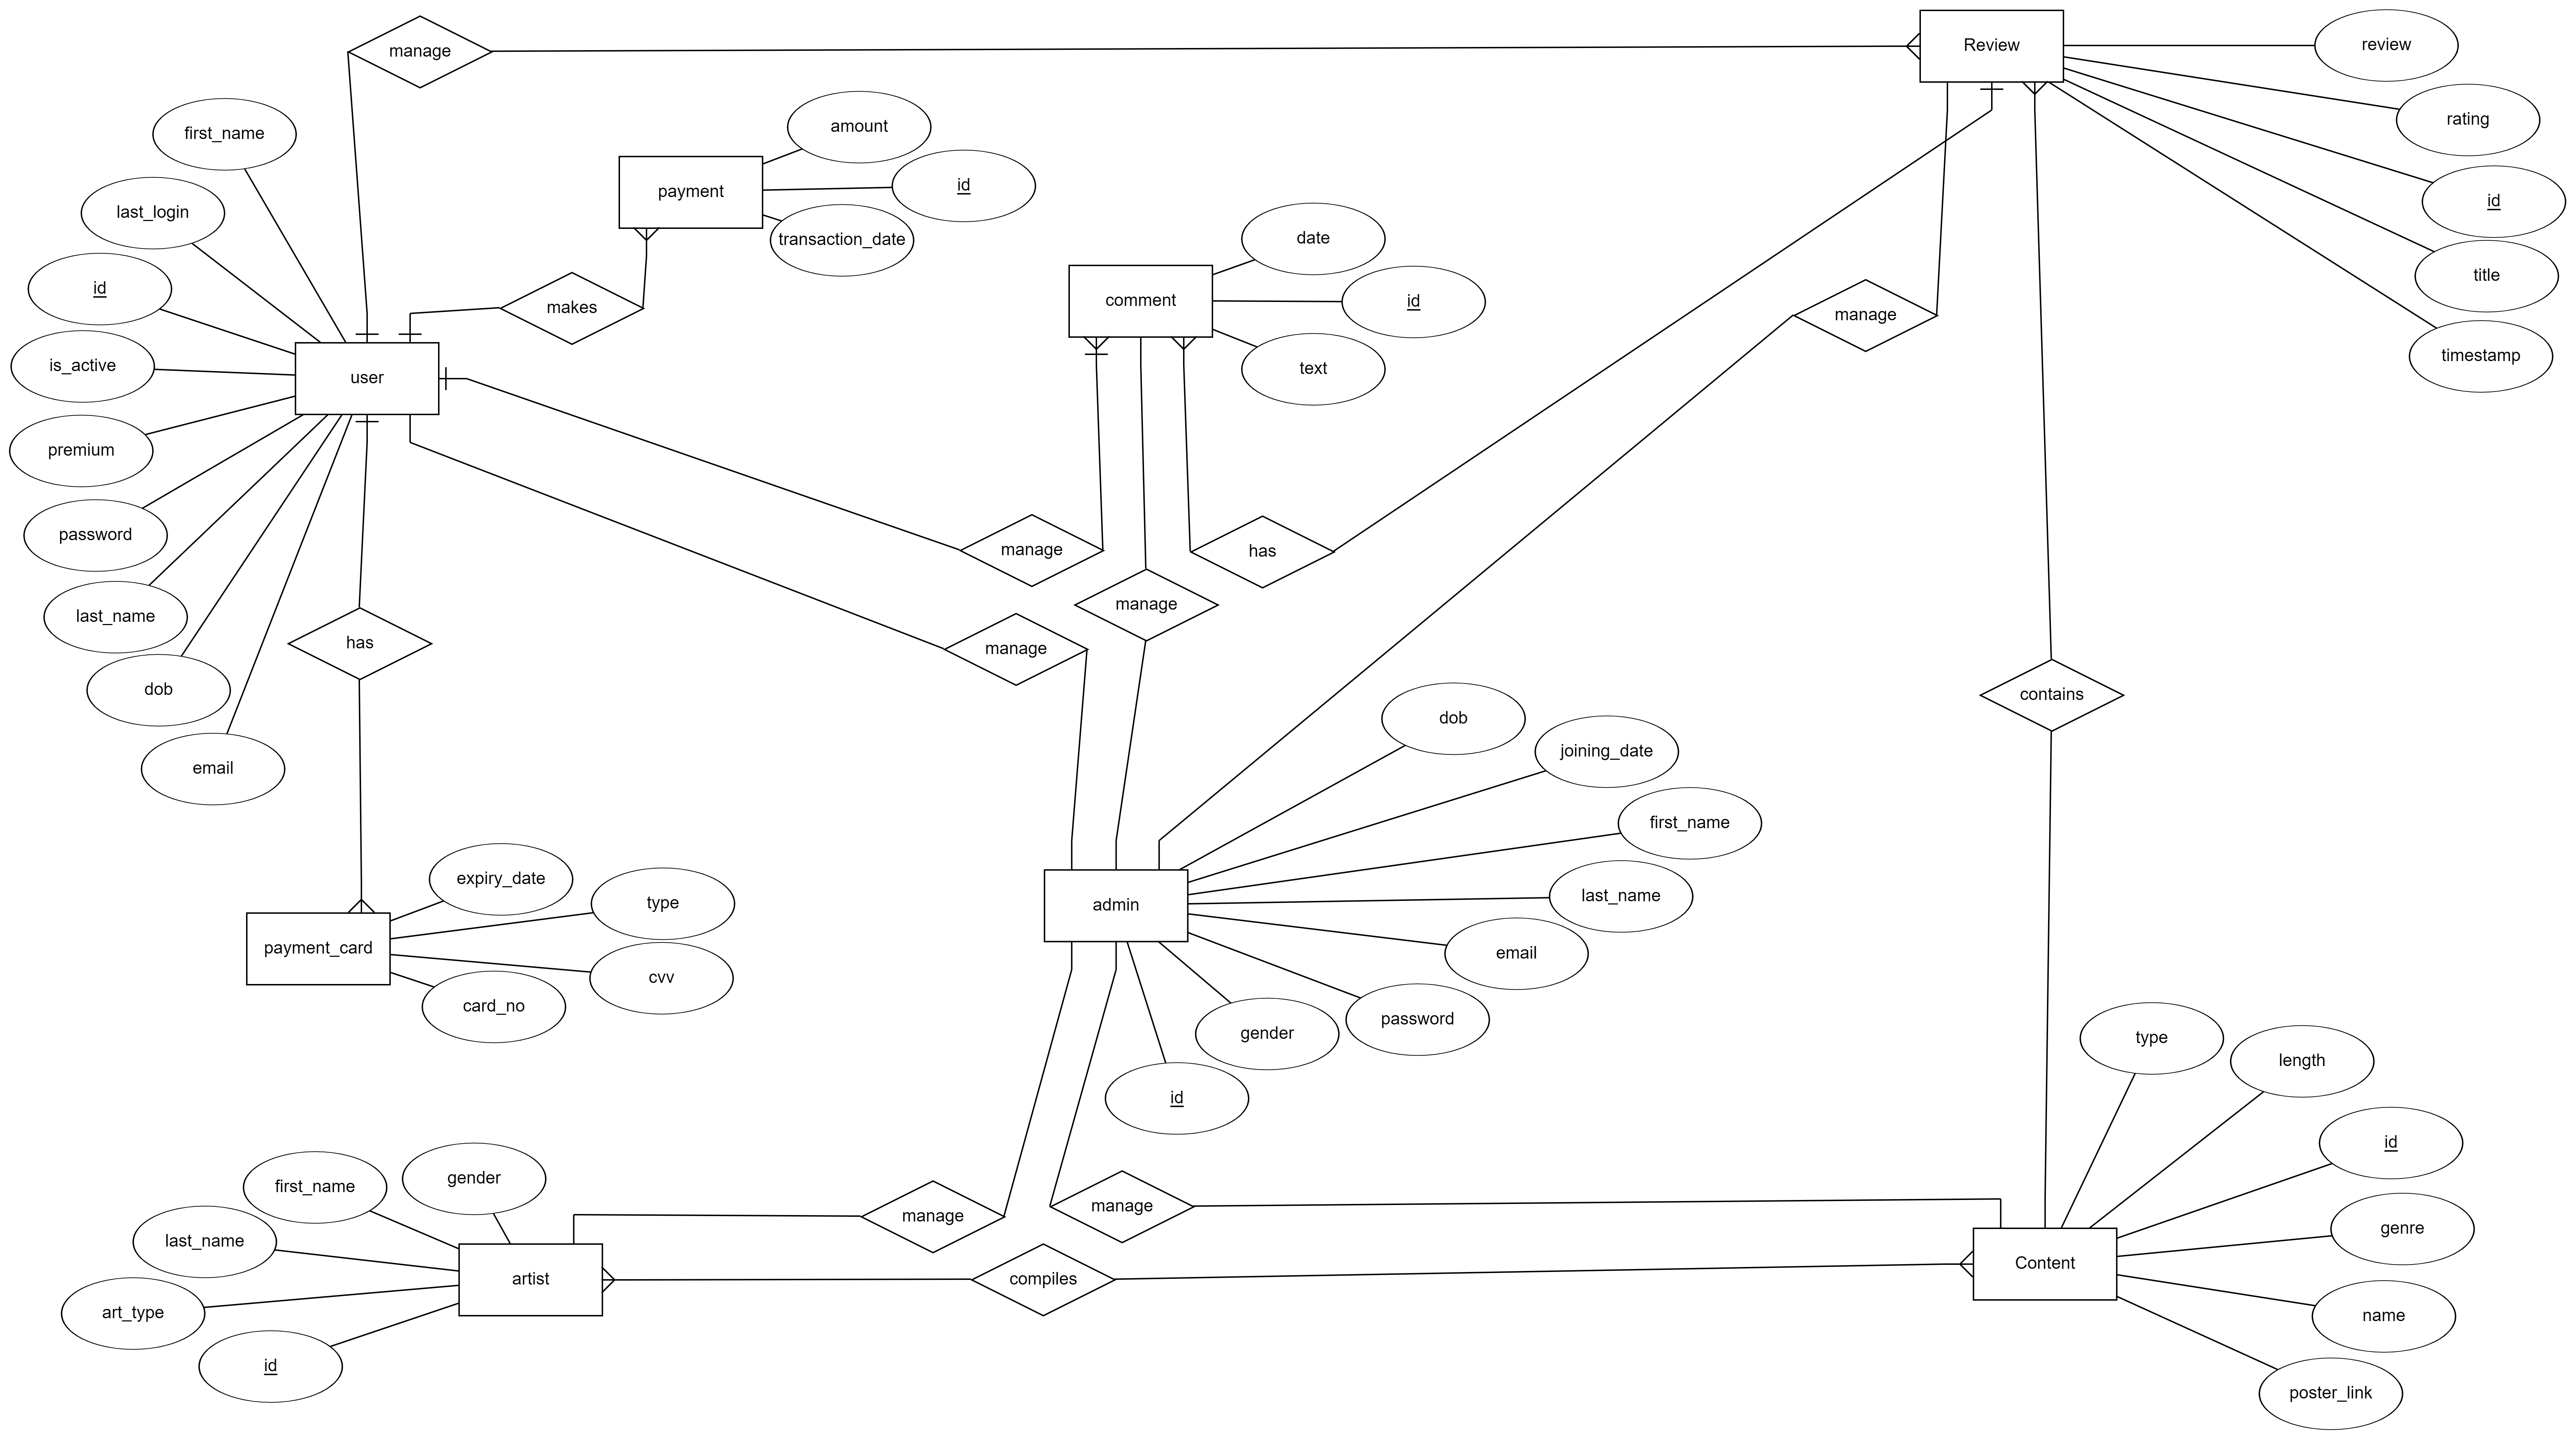 manage
Review
review
rating
id
title
timestamp
first_name
last_login
id
is_active
premium
password
last_name
dob
email
user
payment
amount
id
transaction_date
makes
comment
date
id
text
manage
has
manage
manage
manage
has
contains
payment_card
expiry_date
type
cvv
card_no
admin
dob
joining_date
first_name
last_name
email
password
gender
id
artist
gender
first_name
last_name
art_type
id
manage
manage
compiles
Content
type
length
id
genre
name
poster_link